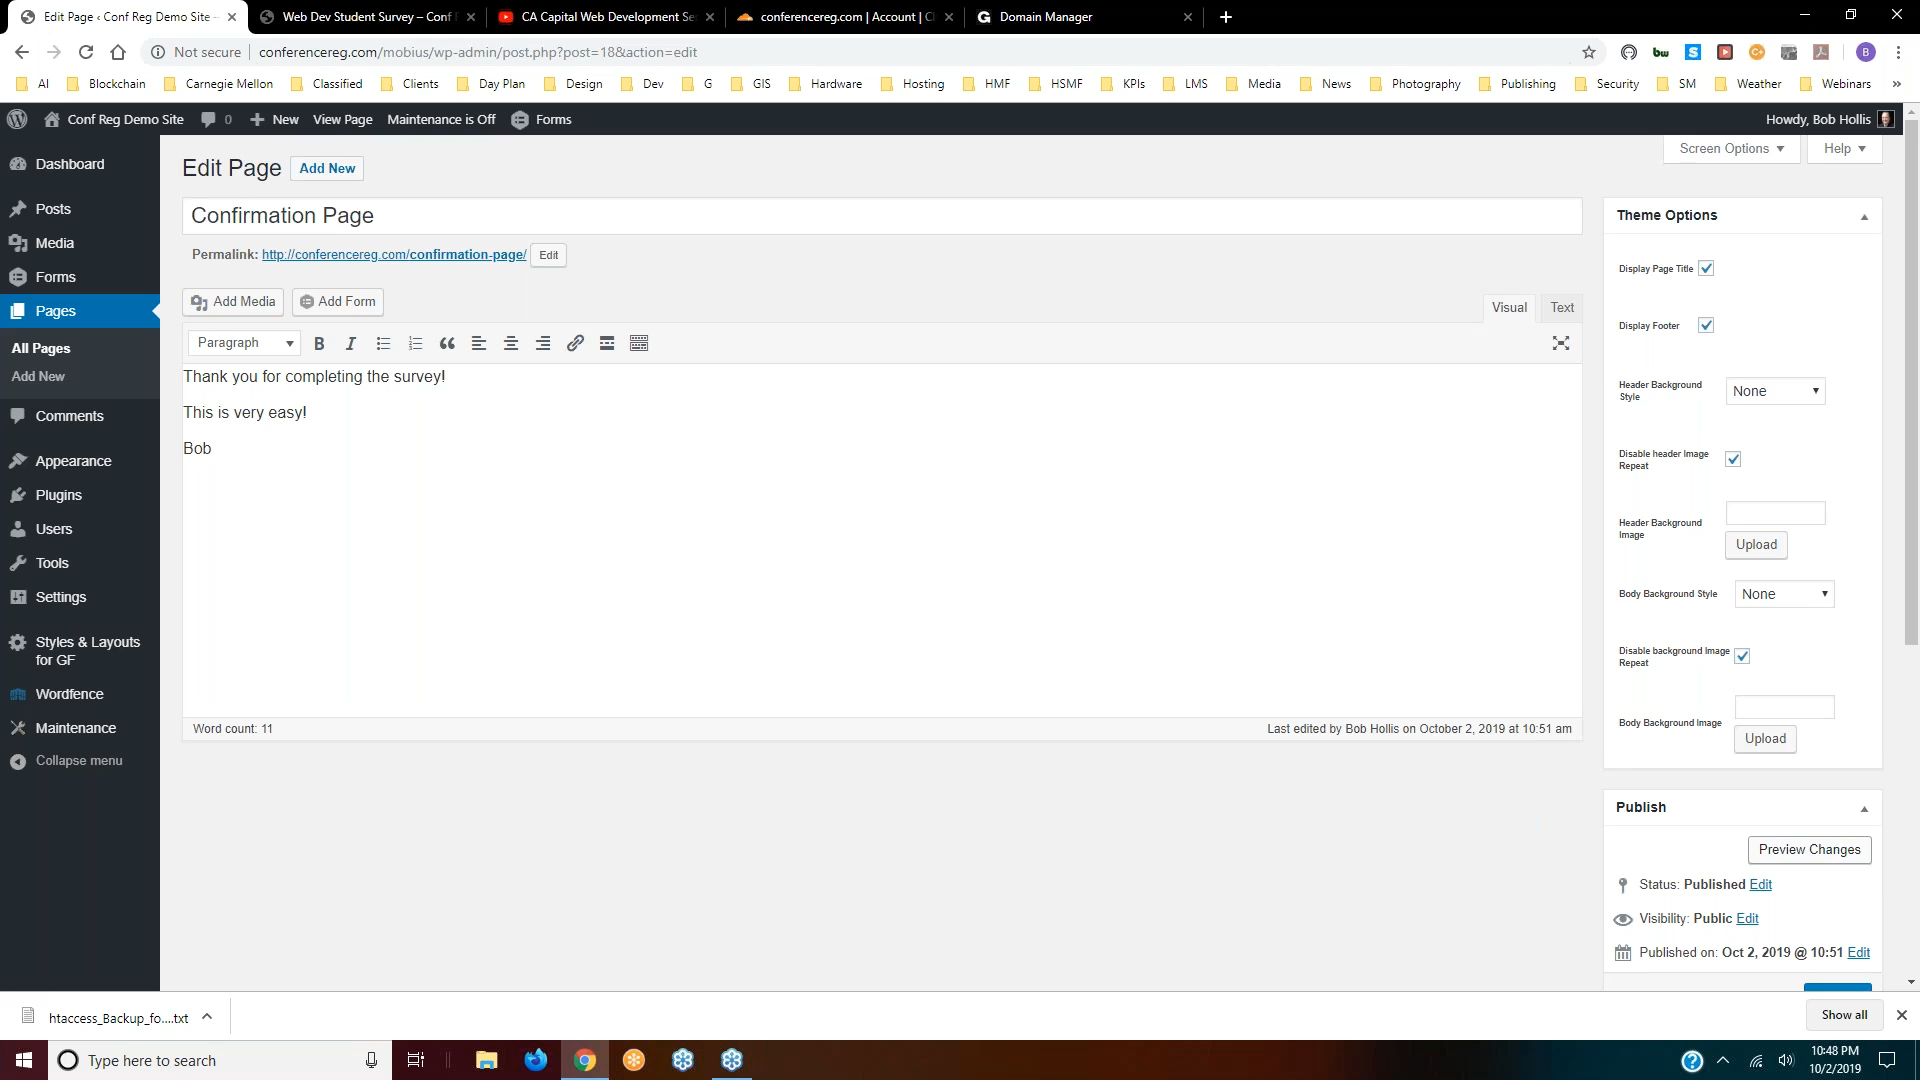 Edit Page ‹ Conf Reg Demo Site –
Web Dev Student Survey – Conf
CA Capital Web Development Se
conferencereg.com | Account | Cl
Domain Manager
Not secure
conferencereg.com/mobius/wp-admin/post.php?post=18&action=edit
AI Blockchain Carnegie Mellon Classified Clients Day Plan Design Dev G GIS Hardware Hosting HMF HSMF KPIs LMS Media News Photography Publishing Security SM Weather Webinars »
Conf Reg Demo Site 0 New View Page Maintenance is Off Forms Howdy, Bob Hollis
Screen Options Help
Dashboard
Posts
Media
Forms
Pages
All Pages
Add New
Comments
Appearance
Plugins
Users
Tools
Settings
Styles & Layouts
for GF
Wordfence
Maintenance
Collapse menu
Edit Page Add New
Confirmation Page
Permalink: http://conferencereg.com/confirmation-page/ Edit
Add Media Add Form
Visual Text
Paragraph B I
Thank you for completing the survey!
This is very easy!
Bob
Word count: 11 Last edited by Bob Hollis on October 2, 2019 at 10:51 am
Theme Options
Display Page Title
Display Footer
Header Background
Style
None
Disable header Image
Repeat
Header Background
Image
Upload
Body Background Style None
Disable background Image
Repeat
Body Background Image
Upload
Publish
Preview Changes
Status: Published Edit
Visibility: Public Edit
Published on: Oct 2, 2019 @ 10:51 Edit
htaccess_Backup_fo....txt
Show all
Type here to search
10:48 PM
10/2/2019